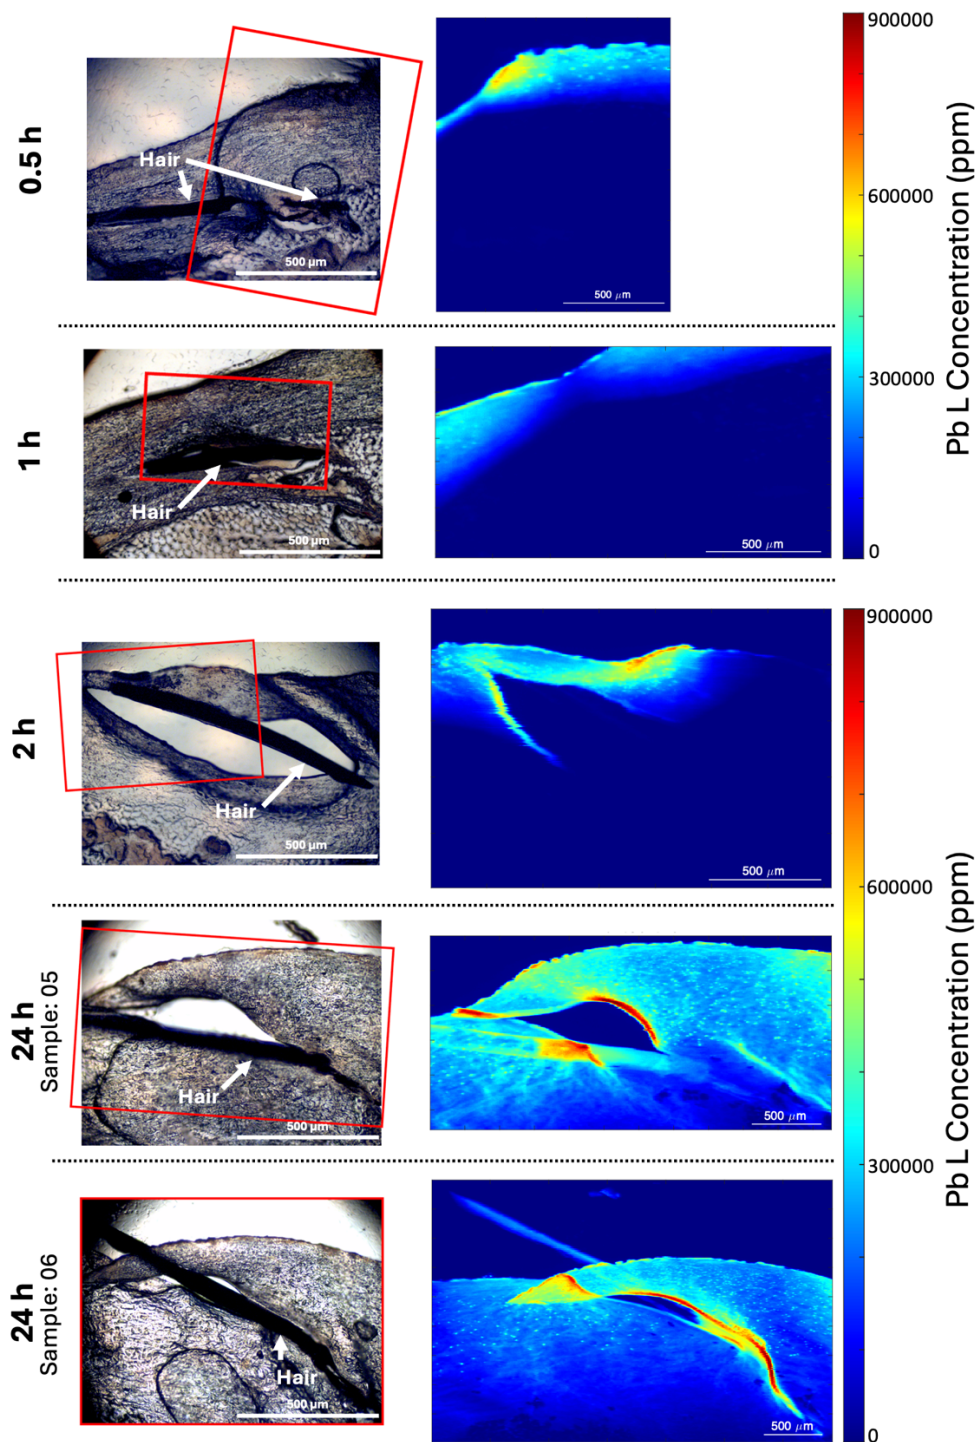 0.5 h
Hair
500 µm
500 µm
900000
600000
300000
0
Pb L Concentration (ppm)
1 h
Hair
500 µm
500 µm
2 h
Hair
500 µm
500 µm
900000
600000
300000
0
Pb L Concentration (ppm)
24 h
Sample: 05
Hair
500 µm
500 µm
24 h
Sample: 06
Hair
500 µm
500 µm